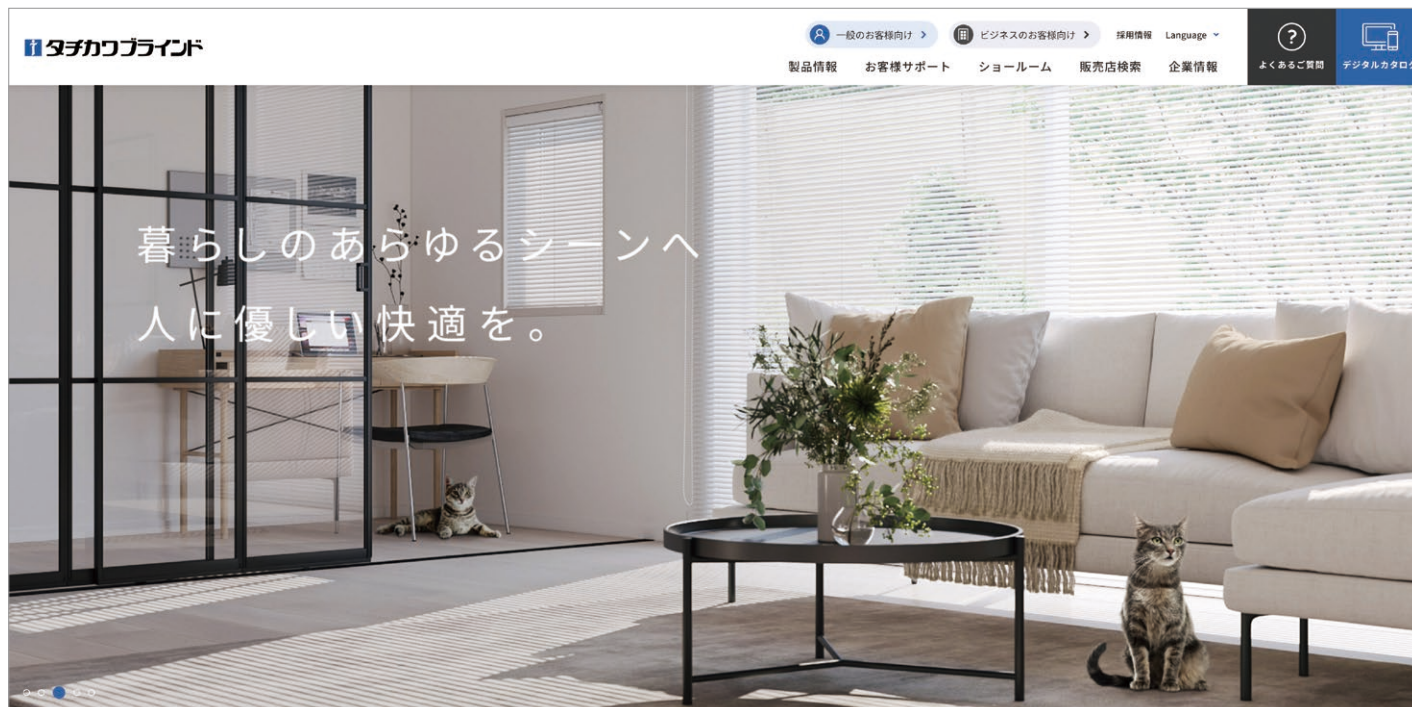 タチカワブラインド
一般のお客様向け
ビジネスのお客様向け
採用情報
Language
製品情報
お客様サポート
ショールーム
販売店検索
企業情報
よくあるご質問
デジタルカタログ
暮らしのあらゆるシーンへ
人に優しい快適を。